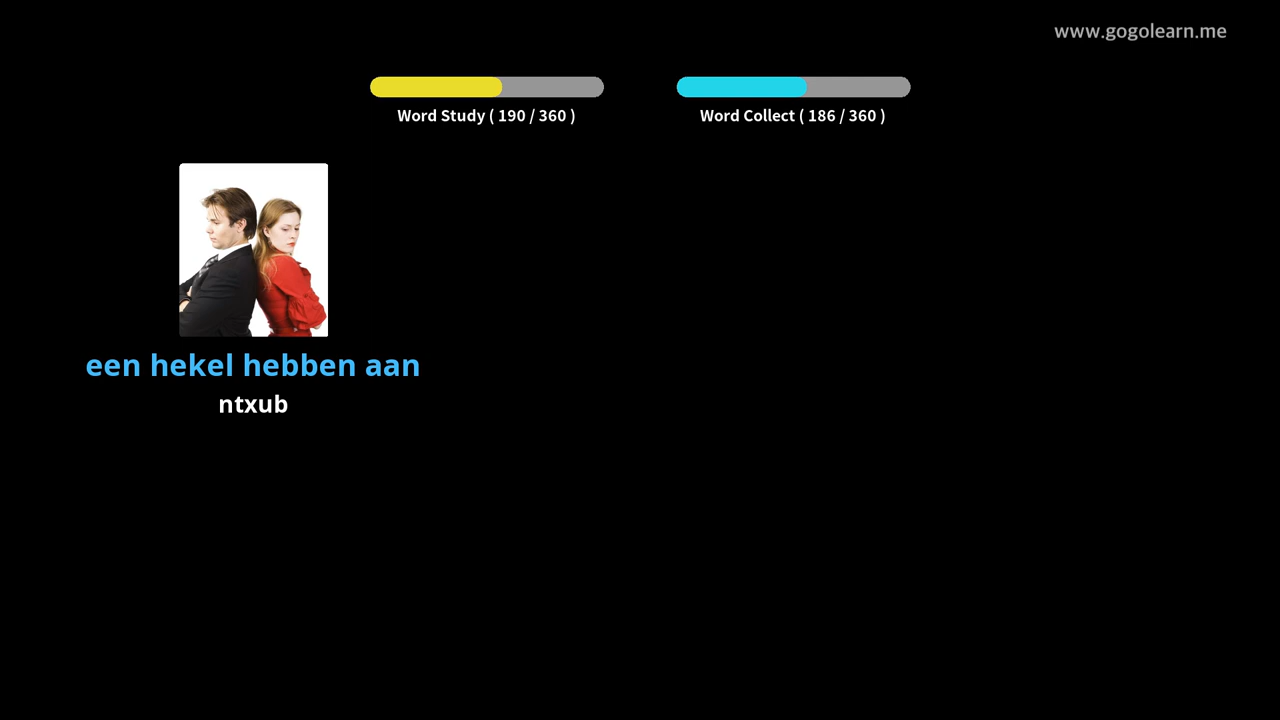 www.gogolearn.me
Word Study ( 190 / 360 )
Word Collect ( 186 / 360 )
een hekel hebben aan
ntxub